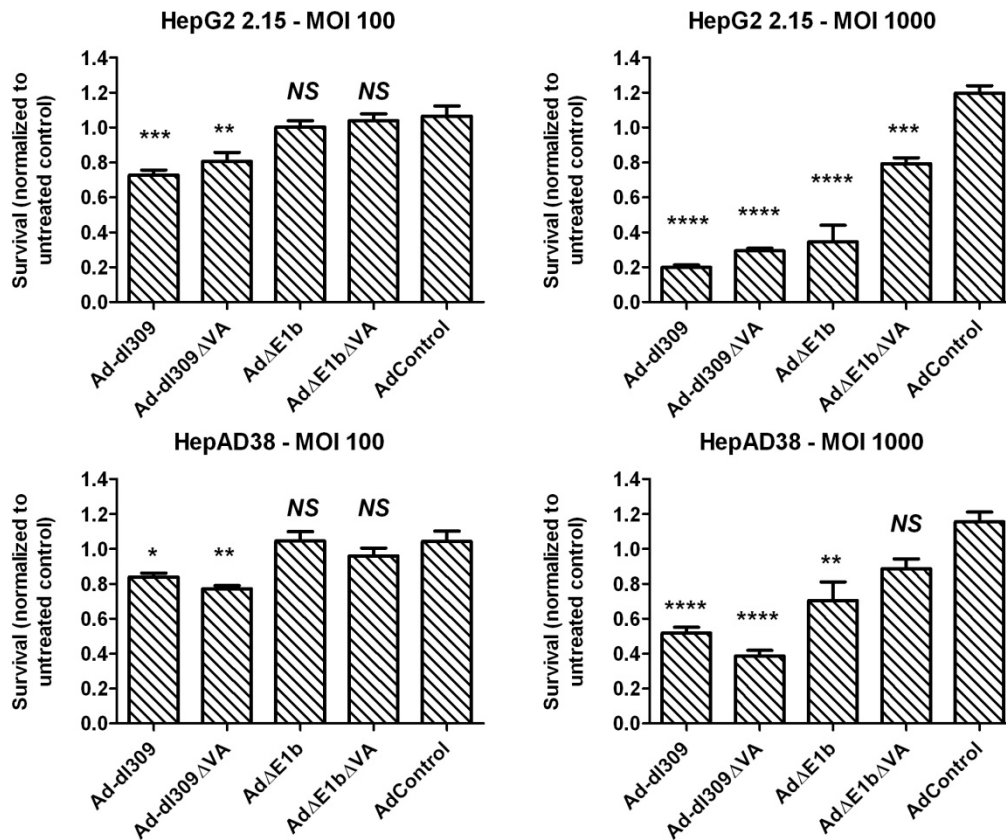 HepG2 2.15 - MOI 100
Survival (normalized to
untreated control)
1.4
1.2
1.0
0.8
0.6
0.4
0.2
0.0
***
**
NS
NS
Ad-dl309
Ad-dl309ΔVA
AdΔE1b
AdΔE1bΔVA
AdControl
HepG2 2.15 - MOI 1000
Survival (normalized to
untreated control)
1.4
1.2
1.0
0.8
0.6
0.4
0.2
0.0
****
****
****
***
Ad-dl309
Ad-dl309ΔVA
AdΔE1b
AdΔE1bΔVA
AdControl
HepAD38 - MOI 100
Survival (normalized to
untreated control)
1.4
1.2
1.0
0.8
0.6
0.4
0.2
0.0
*
**
NS
NS
Ad-dl309
Ad-dl309ΔVA
AdΔE1b
AdΔE1bΔVA
AdControl
HepAD38 - MOI 1000
Survival (normalized to
untreated control)
1.4
1.2
1.0
0.8
0.6
0.4
0.2
0.0
****
****
**
NS
Ad-dl309
Ad-dl309ΔVA
AdΔE1b
AdΔE1bΔVA
AdControl